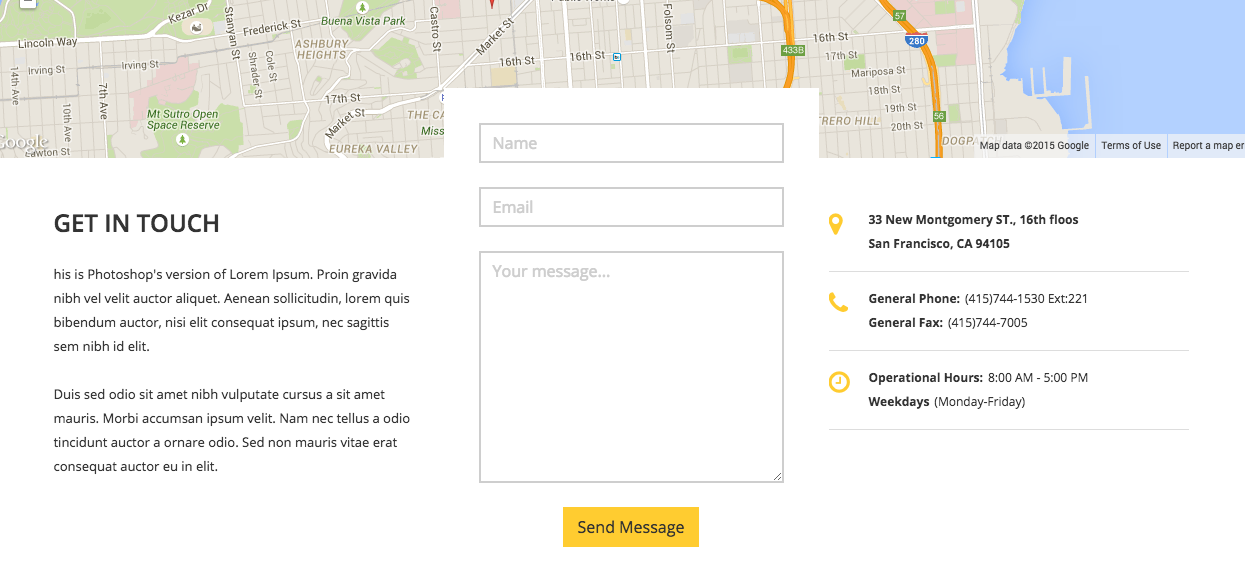 Kezar Dr
Buena Vista Park
Public Works
57
Lincoln Way
Stanyan St
Frederick St
Castro St
Market St
Folsom St
16th St
280
ASHBURY
HEIGHTS
433B
Irving St
Irving St
Cole St
Shrader St
16th St
16th St
17th St
18th St
Mariposa St
14th Ave
10th Ave
7th Ave
17th St
Mt Sutro Open
Space Reserve
Market St
THE CA
TRERO HILL
19th St
20th St
56
Miss
Google
Lawton St
EUREKA VALLEY
DOGPATCH
Map data ©2015 Google
Terms of Use
Report a map er
Name
Email
Your message...
Send Message
GET IN TOUCH
his is Photoshop's version of Lorem Ipsum. Proin gravida
nibh vel velit auctor aliquet. Aenean sollicitudin, lorem quis
bibendum auctor, nisi elit consequat ipsum, nec sagittis
sem nibh id elit.
Duis sed odio sit amet nibh vulputate cursus a sit amet
mauris. Morbi accumsan ipsum velit. Nam nec tellus a odio
tincidunt auctor a ornare odio. Sed non mauris vitae erat
consequat auctor eu in elit.
33 New Montgomery ST., 16th floos
San Francisco, CA 94105
General Phone: (415)744-1530 Ext:221
General Fax: (415)744-7005
Operational Hours: 8:00 AM - 5:00 PM
Weekdays (Monday-Friday)